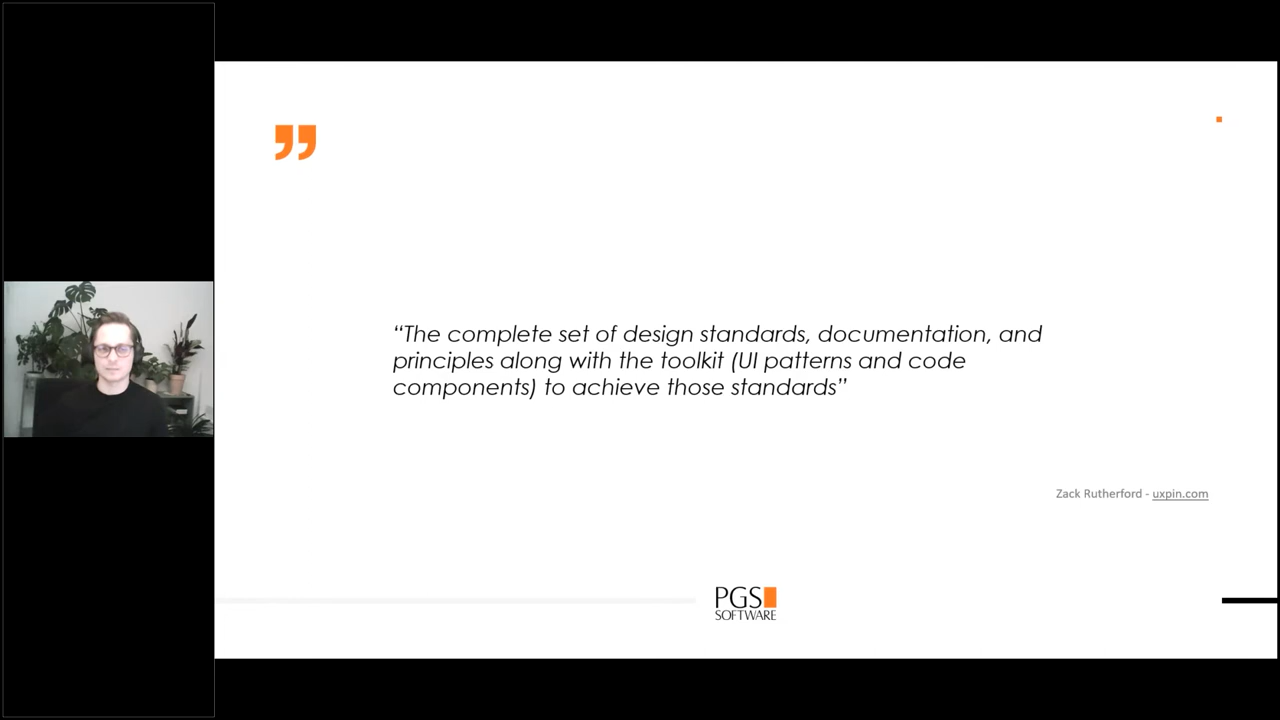 ”
“The complete set of design standards, documentation, and
principles along with the toolkit (UI patterns and code
components) to achieve those standards”
Zack Rutherford - uxpin.com
PGS
SOFTWARE